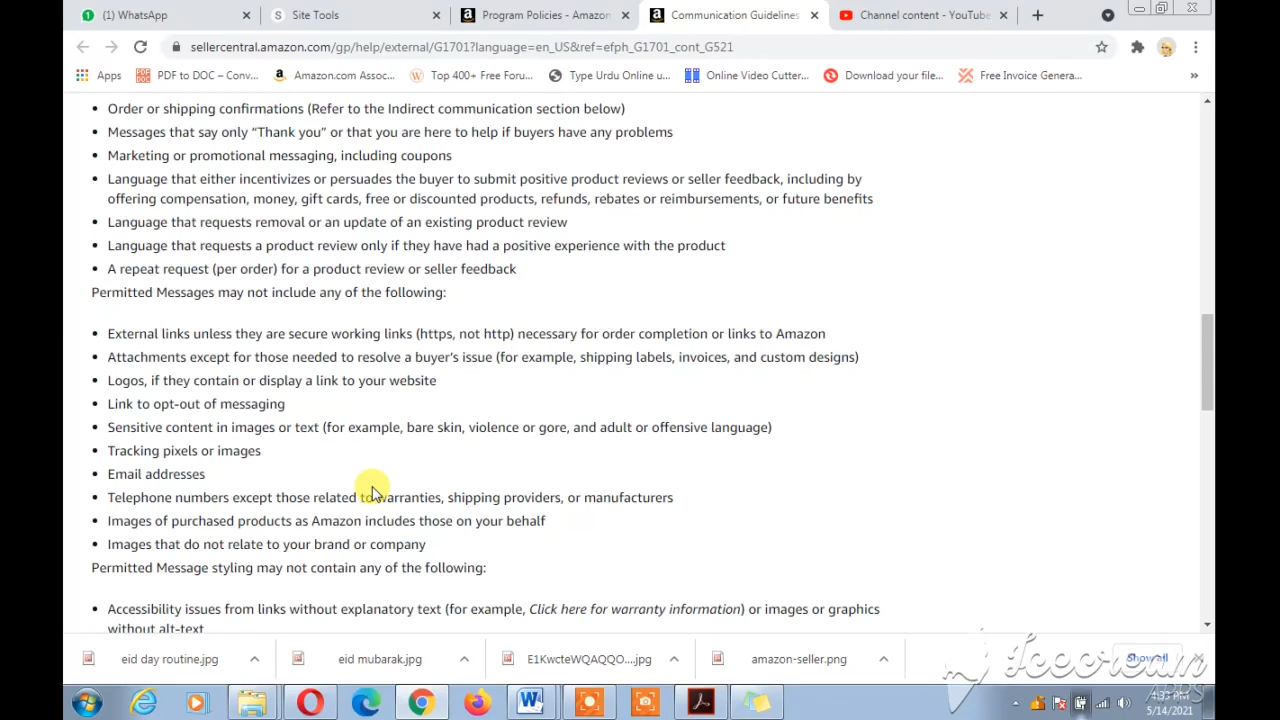 (1) WhatsApp
Site Tools
Program Policies - Amazon
Communication Guidelines
Channel content - YouTube
sellercentral.amazon.com/gp/help/external/G1701?language=en_US&ref=efph_G1701_cont_G521
Apps
PDF to DOC – Conv...
Amazon.com Assoc...
Top 400+ Free Foru...
Type Urdu Online u...
Online Video Cutter...
Download your file...
Free Invoice Genera...
»
• Order or shipping confirmations (Refer to the Indirect communication section below)
• Messages that say only “Thank you” or that you are here to help if buyers have any problems
• Marketing or promotional messaging, including coupons
• Language that either incentivizes or persuades the buyer to submit positive product reviews or seller feedback, including by
offering compensation, money, gift cards, free or discounted products, refunds, rebates or reimbursements, or future benefits
• Language that requests removal or an update of an existing product review
• Language that requests a product review only if they have had a positive experience with the product
• A repeat request (per order) for a product review or seller feedback
Permitted Messages may not include any of the following:
• External links unless they are secure working links (https, not http) necessary for order completion or links to Amazon
• Attachments except for those needed to resolve a buyer’s issue (for example, shipping labels, invoices, and custom designs)
• Logos, if they contain or display a link to your website
• Link to opt-out of messaging
• Sensitive content in images or text (for example, bare skin, violence or gore, and adult or offensive language)
• Tracking pixels or images
• Email addresses
• Telephone numbers except those related to warranties, shipping providers, or manufacturers
• Images of purchased products as Amazon includes those on your behalf
• Images that do not relate to your brand or company
Permitted Message styling may not contain any of the following:
• Accessibility issues from links without explanatory text (for example, Click here for warranty information) or images or graphics
without alt-text
eid day routine.jpg
eid mubarak.jpg
E1KwcteWQAQQO....jpg
amazon-seller.png
Show all
Icecream
APPS
4:33 PM
5/14/2021